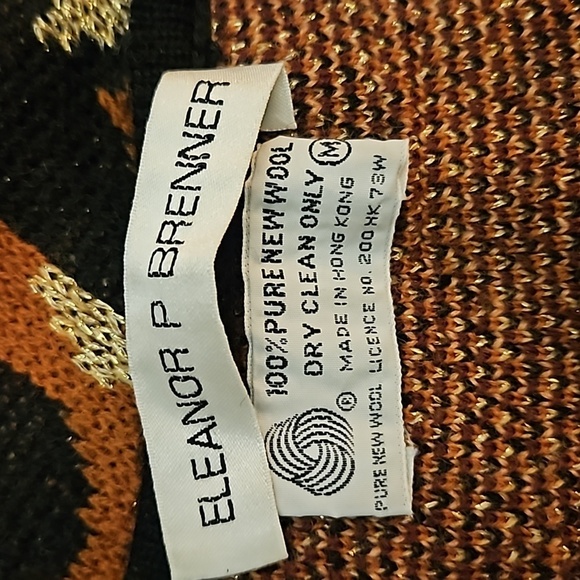 ELEANOR P BRENNER
100% PURE NEW WOOL
DRY CLEAN ONLY M
MADE IN HONG KONG
®
PURE NEW WOOL LICENCE NO. 200 HK 73W